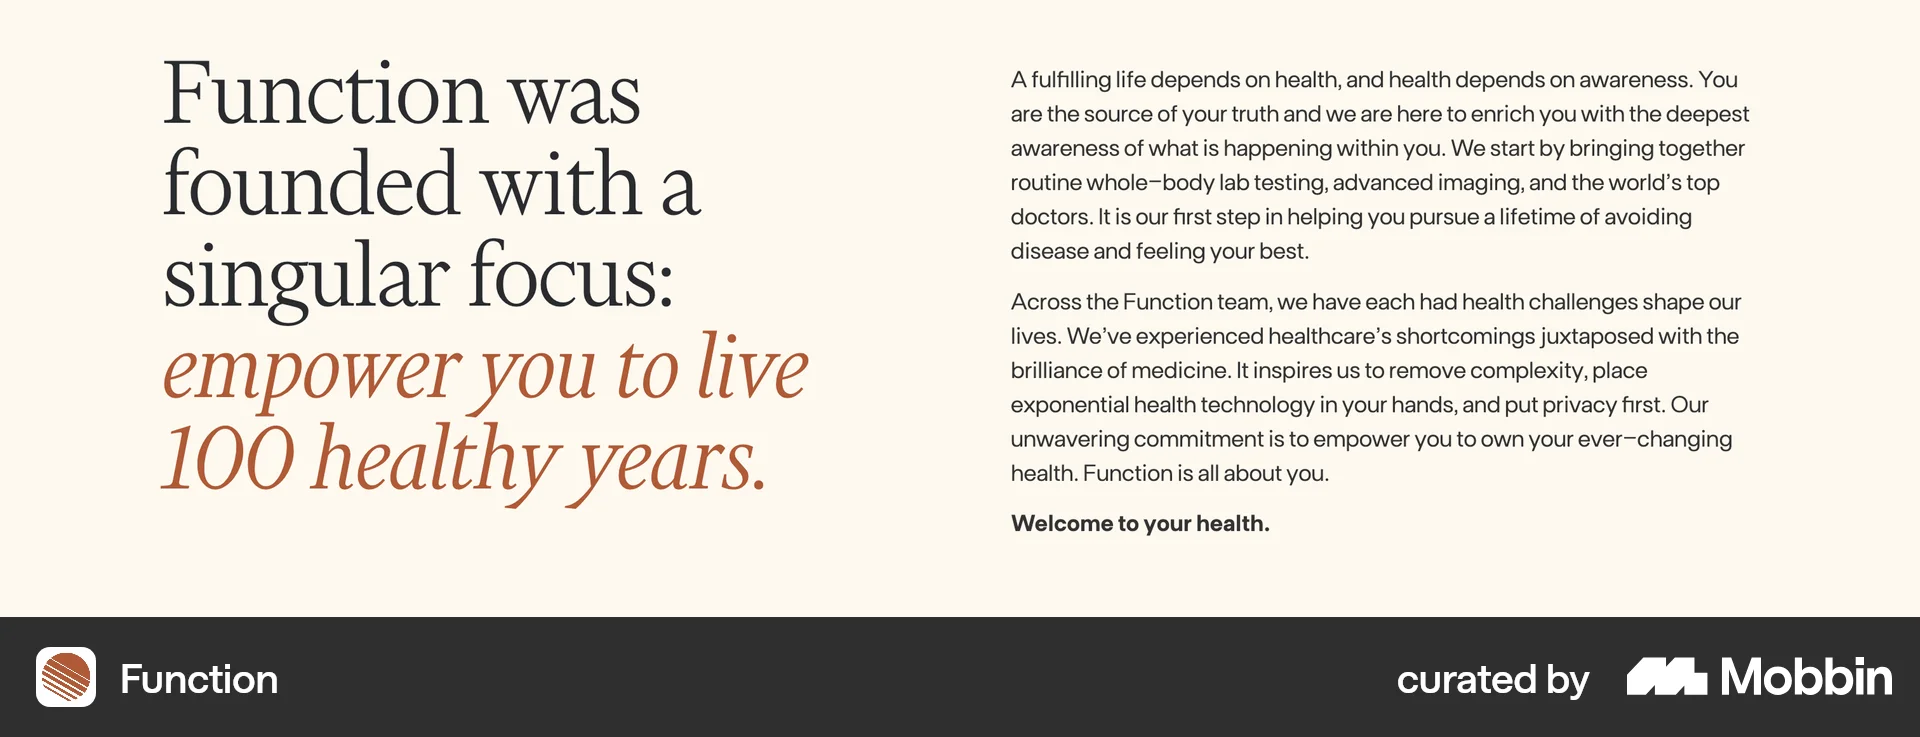 Function was
founded with a
singular focus:
empower you to live
100 healthy years.
A fulfilling life depends on health, and health depends on awareness. You
are the source of your truth and we are here to enrich you with the deepest
awareness of what is happening within you. We start by bringing together
routine whole–body lab testing, advanced imaging, and the world’s top
doctors. It is our first step in helping you pursue a lifetime of avoiding
disease and feeling your best.
Across the Function team, we have each had health challenges shape our
lives. We’ve experienced healthcare’s shortcomings juxtaposed with the
brilliance of medicine. It inspires us to remove complexity, place
exponential health technology in your hands, and put privacy first. Our
unwavering commitment is to empower you to own your ever–changing
health. Function is all about you.
Welcome to your health.
Function
curated by Mobbin